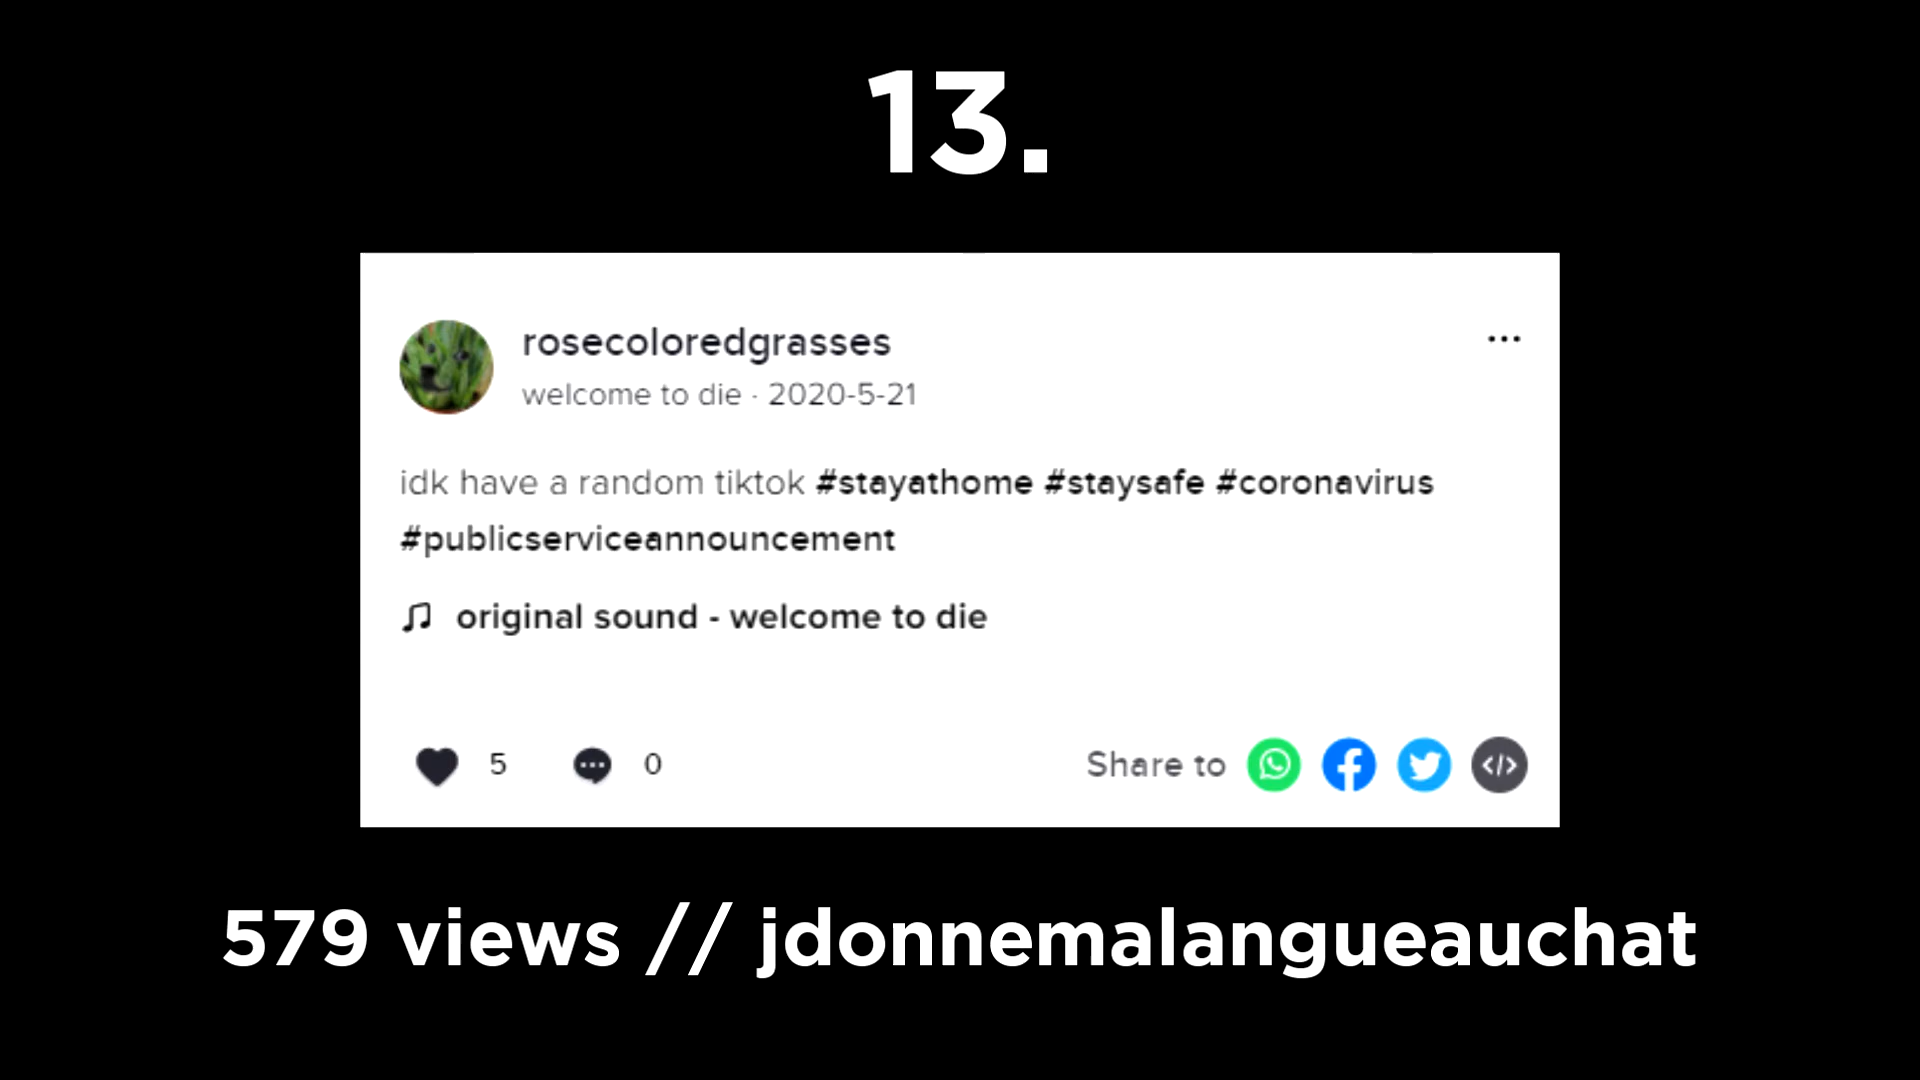 13.
rosecoloredgrasses
welcome to die · 2020-5-21
idk have a random tiktok #stayathome #staysafe #coronavirus
#publicserviceannouncement
original sound - welcome to die
5 0 Share to
579 views // jdonnemalangueauchat